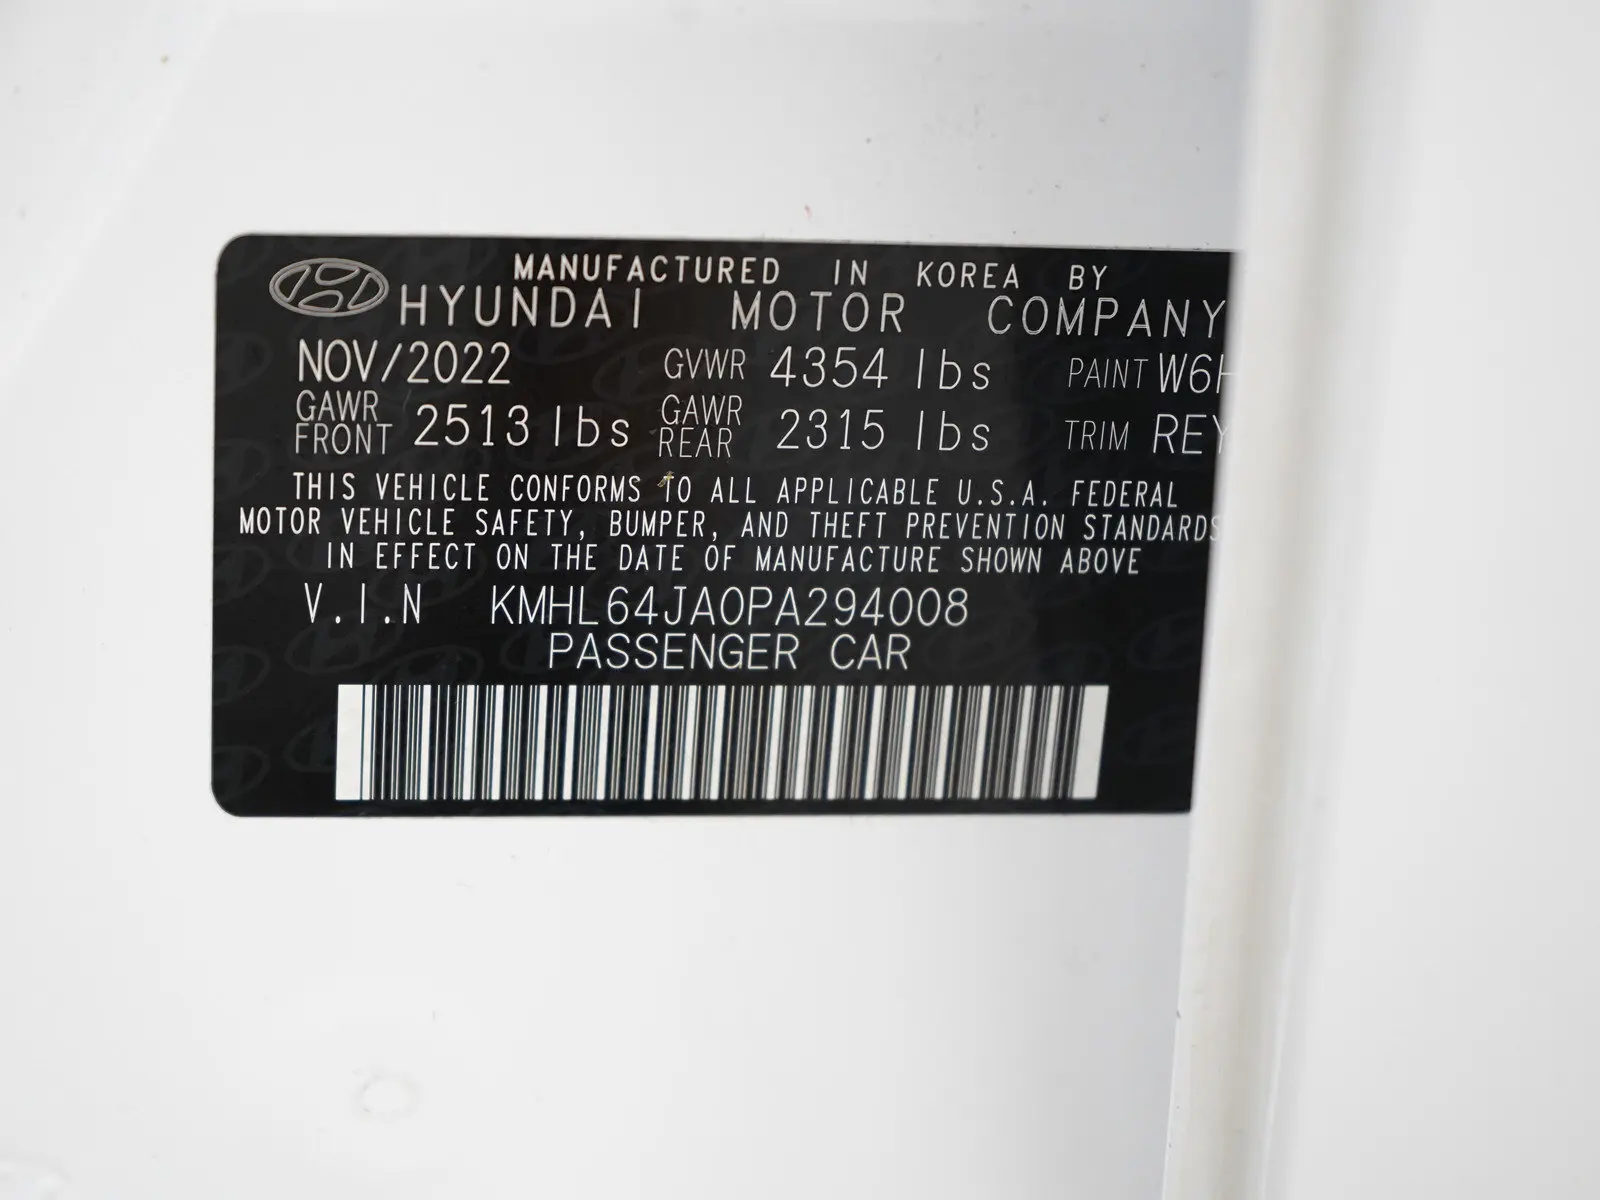 MANUFACTURED IN KOREA BY
HYUNDAI MOTOR COMPANY
NOV/2022 GVWR 4354 lbs PAINT W6H
GAWR FRONT 2513 lbs GAWR REAR 2315 lbs TRIM REY
THIS VEHICLE CONFORMS TO ALL APPLICABLE U.S.A. FEDERAL
MOTOR VEHICLE SAFETY, BUMPER, AND THEFT PREVENTION STANDARDS
IN EFFECT ON THE DATE OF MANUFACTURE SHOWN ABOVE
V.I.N KMHL64JA0PA294008
PASSENGER CAR